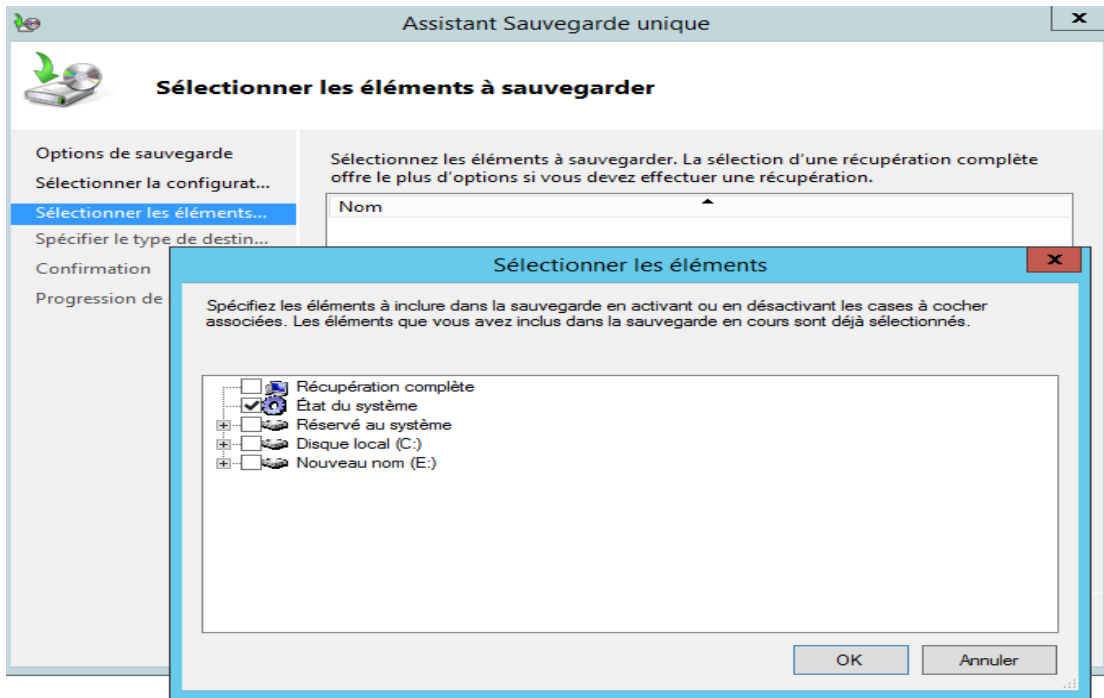 Assistant Sauvegarde unique
x
Sélectionner les éléments à sauvegarder
Options de sauvegarde
Sélectionner la configurat...
Sélectionner les éléments...
Spécifier le type de destin...
Confirmation
Progression de
Sélectionnez les éléments à sauvegarder. La sélection d'une récupération complète
offre le plus d'options si vous devez effectuer une récupération.
Nom
Sélectionner les éléments
x
Spécifiez les éléments à inclure dans la sauvegarde en activant ou en désactivant les cases à cocher
associées. Les éléments que vous avez inclus dans la sauvegarde en cours sont déjà sélectionnés.
Récupération complète
État du système
Réservé au système
Disque local (C:)
Nouveau nom (E:)
OK
Annuler